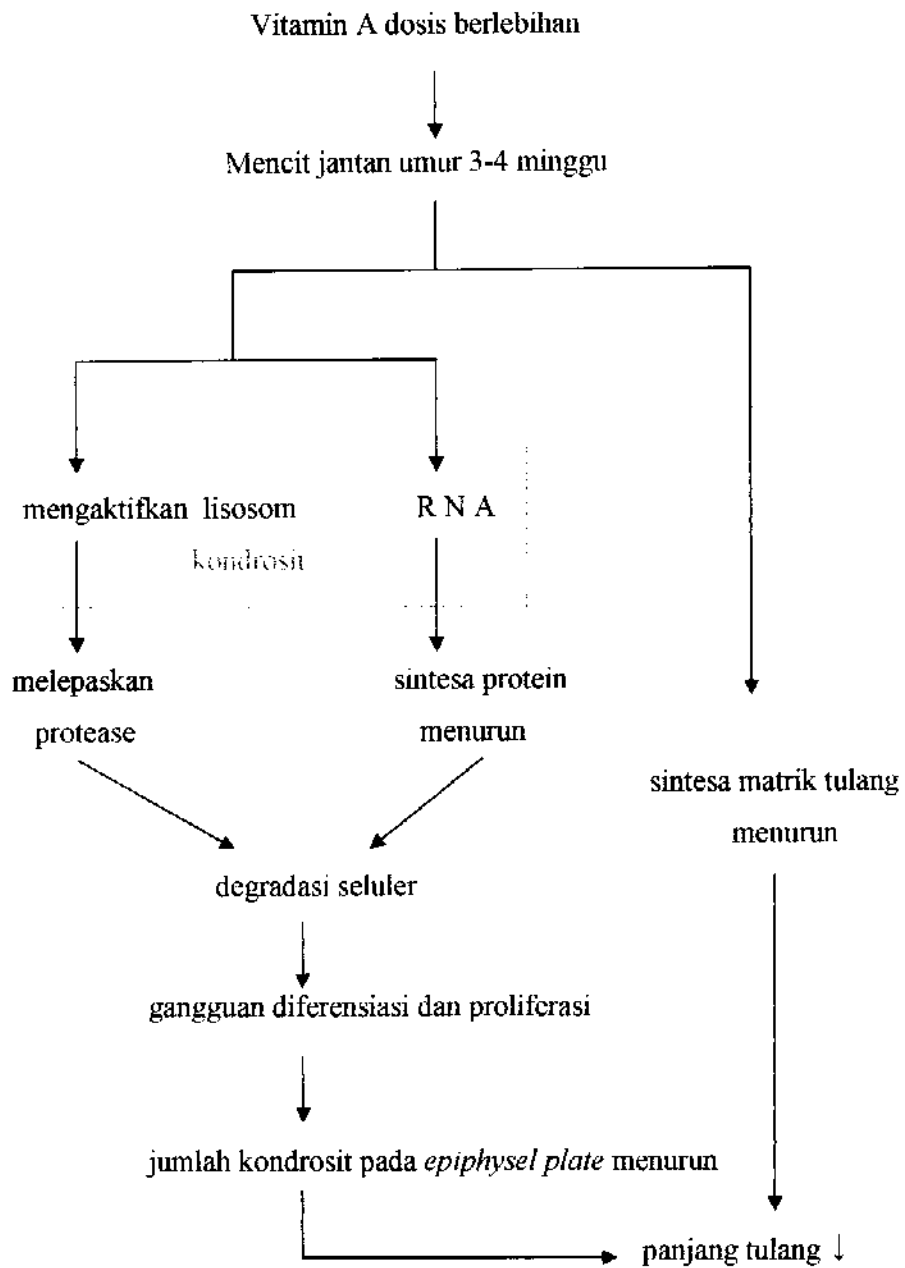 Vitamin A dosis berlebihan
Mencit jantan umur 3-4 minggu
mengaktifkan lisosom
R N A
kondrosit
melepaskan
protease
sintesa protein
menurun
sintesa matrik tulang
menurun
degradasi seluler
gangguan diferensiasi dan proliferasi
jumlah kondrosit pada epiphysel plate menurun
panjang tulang ↓